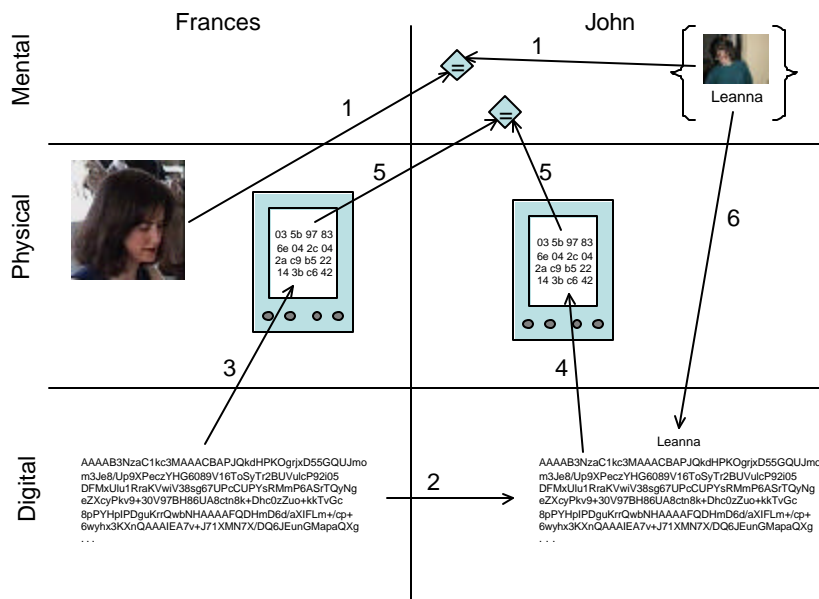 Frances
John
Mental
1
=
1
Leanna
=
Physical
5
5
6
03 5b 97 83
6e 04 2c 04
2a c9 b5 22
14 3b c6 42
03 5b 97 83
6e 04 2c 04
2a c9 b5 22
14 3b c6 42
3
4
Digital
AAAAB3NzaC1kc3MAAACBAPJQkdHPKOgrjxD55GQUJmo
m3Je8/Up9XPeczYHG6089V16ToSyTr2BUVulcP92i05
DFMxUlu1RraKVwiV38sg67UPcCUPYsRMmP6ASrTQyNg
eZXcyPkv9+30V97BH86UA8ctn8k+Dhc0zZuo+kkTvGc
8pPYHpIPDguKrrQwbNHAAAAFQDHmD6d/aXIFLm+/cp+
6wyhx3KXnQAAAIEA7v+J71XMN7X/DQ6JEunGMapaQXg
. . .
2
Leanna
AAAAB3NzaC1kc3MAAACBAPJQkdHPKOgrjxD55GQUJmo
m3Je8/Up9XPeczYHG6089V16ToSyTr2BUVulcP92i05
DFMxUlu1RraKVwiV38sg67UPcCUPYsRMmP6ASrTQyNg
eZXcyPkv9+30V97BH86UA8ctn8k+Dhc0zZuo+kkTvGc
8pPYHpIPDguKrrQwbNHAAAAFQDHmD6d/aXIFLm+/cp+
6wyhx3KXnQAAAIEA7v+J71XMN7X/DQ6JEunGMapaQXg
. . .